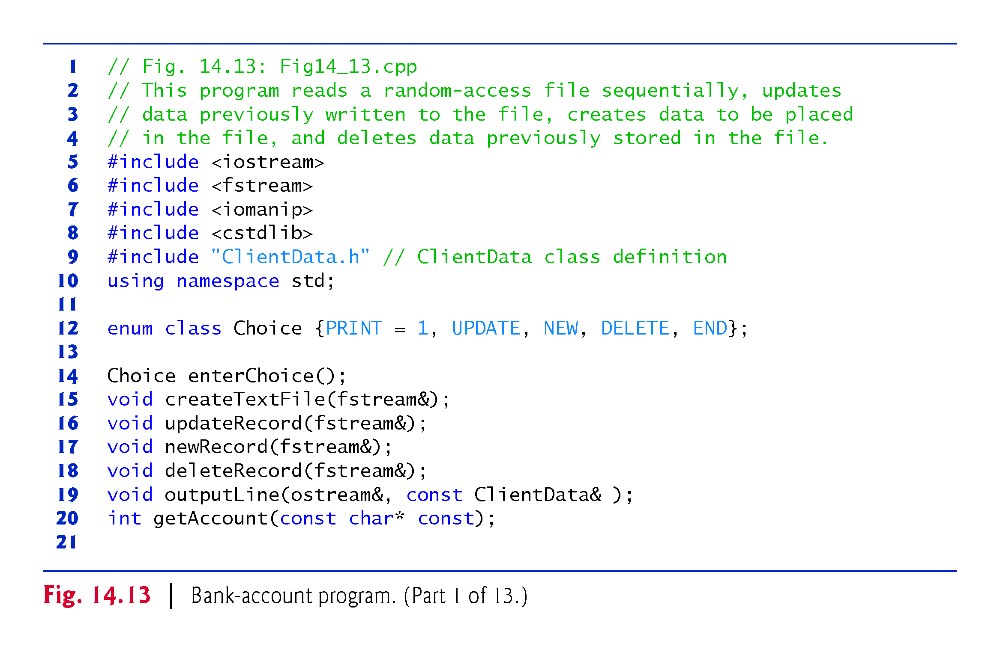 1 // Fig. 14.13: Fig14_13.cpp
2 // This program reads a random-access file sequentially, updates
3 // data previously written to the file, creates data to be placed
4 // in the file, and deletes data previously stored in the file.
5 #include <iostream>
6 #include <fstream>
7 #include <iomanip>
8 #include <cstdlib>
9 #include "ClientData.h" // ClientData class definition
10 using namespace std;
11
12 enum class Choice {PRINT = 1, UPDATE, NEW, DELETE, END};
13
14 Choice enterChoice();
15 void createTextFile(fstream&);
16 void updateRecord(fstream&);
17 void newRecord(fstream&);
18 void deleteRecord(fstream&);
19 void outputLine(ostream&, const ClientData& );
20 int getAccount(const char* const);
21
Fig. 14.13 | Bank-account program. (Part 1 of 13.)